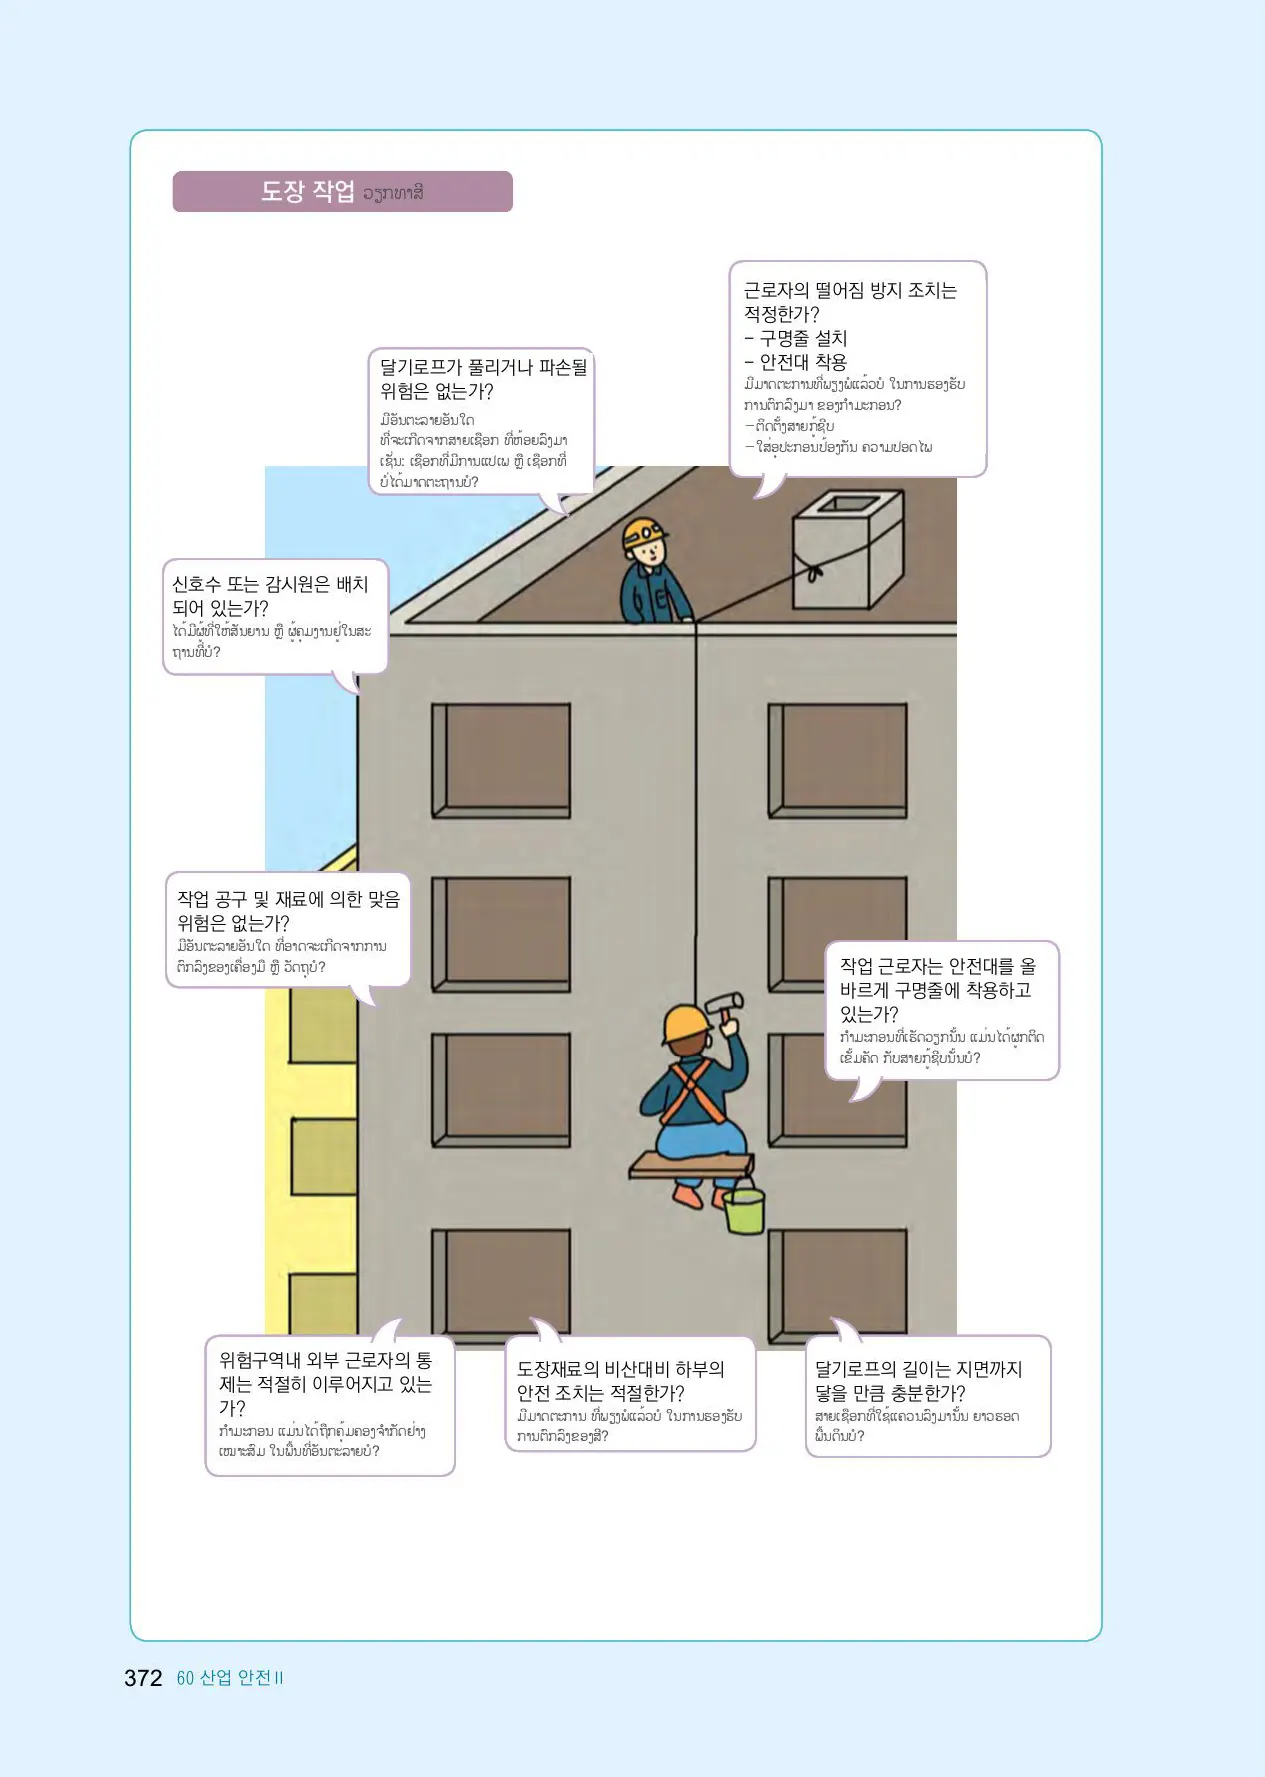 도장 작업 ວຽກທາສີ
근로자의 떨어짐 방지 조치는
적정한가?
– 구명줄 설치
– 안전대 착용
ມີມາດຕະການທີ່ພຽງພໍແລ້ວບໍ ໃນການຮອງຮັບ
ການຕົກລົງມາ ຂອງກຳມະກອນ?
–ຕິດຕັ້ງສາຍກູ້ຊີບ
–ໃສ່ອຸປະກອນປ້ອງກັນ ຄວາມປອດໄພ
달기로프가 풀리거나 파손될
위험은 없는가?
ມີອັນຕະລາຍອັນໃດ
ທີ່ຈະເກີດຈາກສາຍເຊືອກ ທີ່ຫ້ອຍລົງມາ
ເຊັ່ນ: ເຊືອກທີ່ມີການແປເພ ຫຼື ເຊືອກທີ່
ບໍ່ໄດ້ມາດຕະຖານບໍ?
신호수 또는 감시원은 배치
되어 있는가?
ໄດ້ມີຜູ້ທີ່ໃຫ້ສັນຍານ ຫຼື ຜູ້ຄຸມງານຢູ່ໃນສະ
ຖານທີ່ບໍ?
작업 공구 및 재료에 의한 맞음
위험은 없는가?
ມີອັນຕະລາຍອັນໃດ ທີ່ອາດຈະເກີດຈາກການ
ຕົກລົງຂອງເຄື່ອງມື ຫຼື ວັດຖຸບໍ?
작업 근로자는 안전대를 올
바르게 구명줄에 착용하고
있는가?
ກຳມະກອນທີ່ເຮັດວຽກນັ້ນ ແມ່ນໄດ້ຜູກຕິດ
ເຂັ້ມຄັດ ກັບສາຍກູ້ຊີບນັ້ນບໍ?
위험구역내 외부 근로자의 통
제는 적절히 이루어지고 있는
가?
ກຳມະກອນ ແມ່ນໄດ້ຖືກຄຸ້ມຄອງຈຳກັດຢ່າງ
ເໝາະສົມ ໃນພື້ນທີ່ອັນຕະລາຍບໍ?
도장재료의 비산대비 하부의
안전 조치는 적절한가?
ມີມາດຕະການ ທີ່ພຽງພໍແລ້ວບໍ ໃນການຮອງຮັບ
ການຕົກລົງຂອງສີ?
달기로프의 길이는 지면까지
닿을 만큼 충분한가?
ສາຍເຊືອກທີ່ໃຊ້ແຄວນລົງມານັ້ນ ຍາວຮອດ
ພື້ນດິນບໍ?
372 60 산업 안전 II